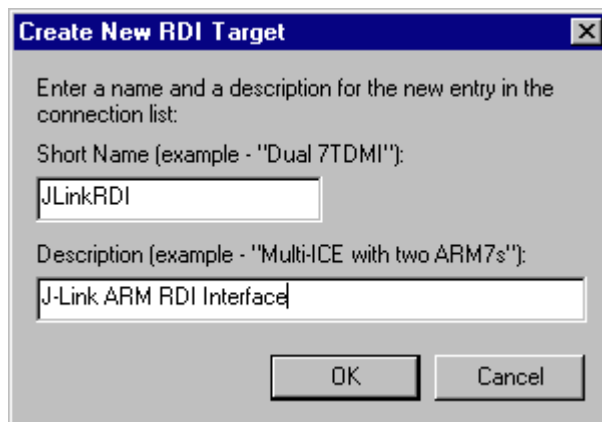 Create New RDI Target
Enter a name and a description for the new entry in the
connection list:
Short Name (example - "Dual 7TDMI"):
JLinkRDI
Description (example - "Multi-ICE with two ARM7s"):
J-Link ARM RDI Interface
OK
Cancel